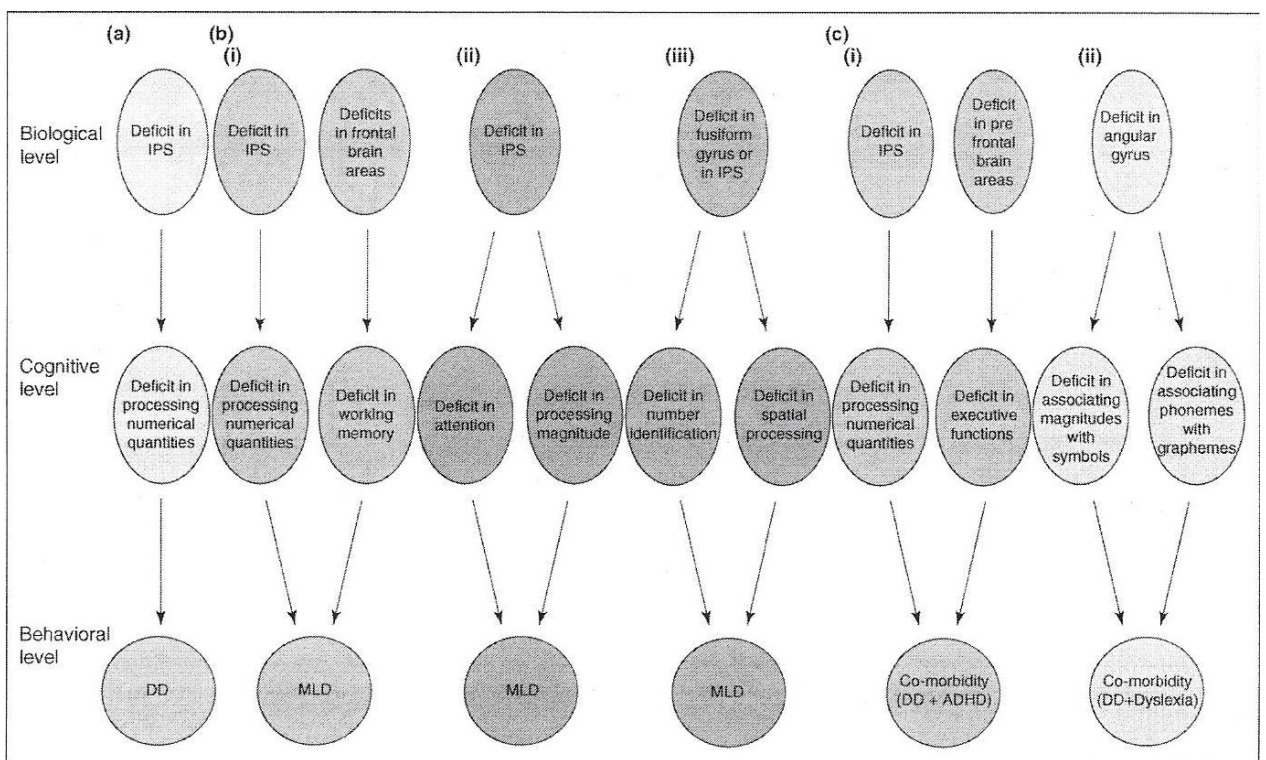 (a)
(b)
(i)
(ii)
(iii)
(c)
(i)
(ii)
Biological
level
Deficit in
IPS
Deficit in
IPS
Deficits
in frontal
brain
areas
Deficit in
IPS
Deficit in
fusiform
gyrus or
in IPS
Deficit in
IPS
Deficit
in pre
frontal
brain
areas
Deficit in
angular
gyrus
Cognitive
level
Deficit in
processing
numerical
quantities
Deficit in
processing
numerical
quantities
Deficit in
working
memory
Deficit in
attention
Deficit in
processing
magnitude
Deficit in
number
identification
Deficit in
spatial
processing
Deficit in
processing
numerical
quantities
Deficit in
executive
functions
Deficit in
associating
magnitudes
with
symbols
Deficit in
associating
phonemes
with
graphemes
Behavioral
level
DD
MLD
MLD
MLD
Co-morbidity
(DD + ADHD)
Co-morbidity
(DD+Dyslexia)